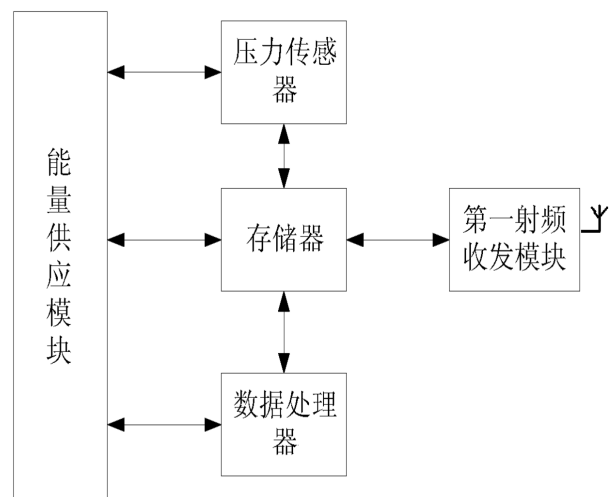 能量供应模块
压力传感
器
存储器
第一射频
收发模块
数据处理
器